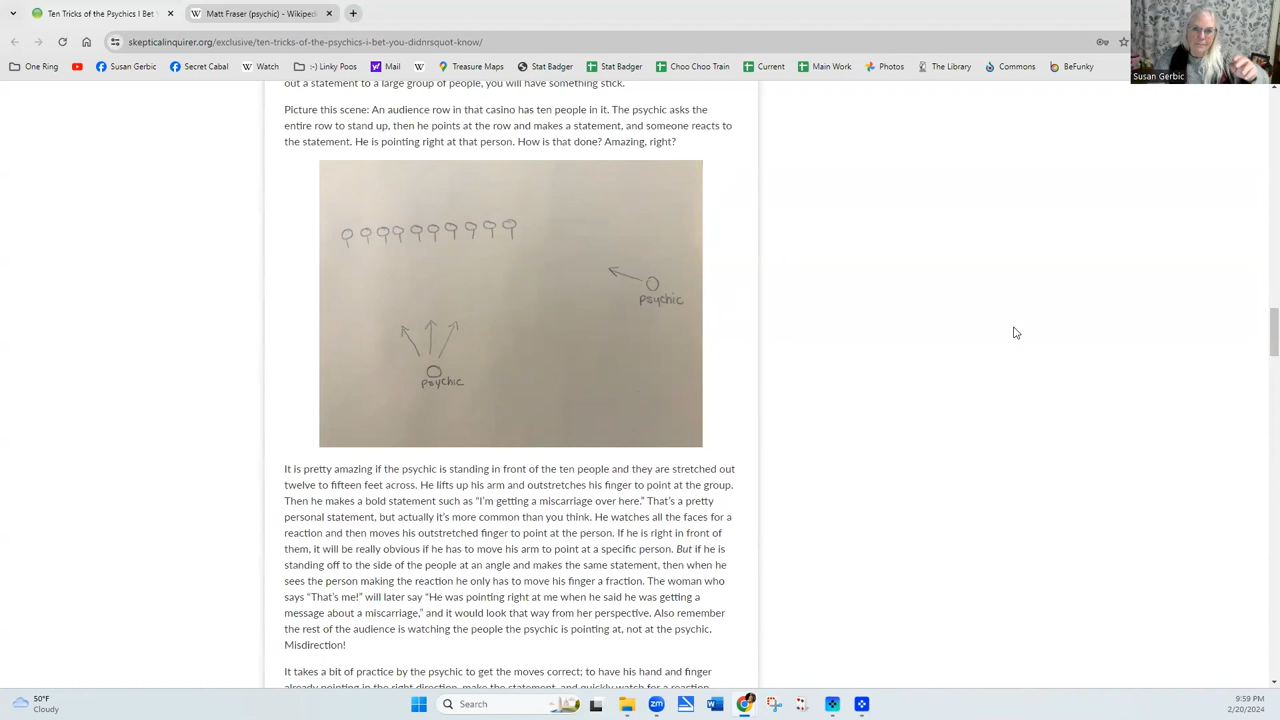 Ten Tricks of the Psychics I Bet Y
Matt Fraser (psychic) - Wikiped
skepticalinquirer.org/exclusive/ten-tricks-of-the-psychics-i-bet-you-didnrsquot-know/
One Ring
Susan Gerbic
Secret Cabal
:-) Linky Poos
Y,Mail
Watch
Treasure Maps
Stat Badger
Stat Badger
Choo Choo Train
Current
Main Work
Photos
The Library
Commons
BeFunky
Susan Gerbic
out a statement to a large group of people, you will have something stick.
Picture this scene: An audience row in that casino has ten people in it. The psychic asks the
entire row to stand up, then he points at the row and makes a statement, and someone reacts to
the statement. He is pointing right at that person. How is that done? Amazing, right?
psychic
psychic
It is pretty amazing if the psychic is standing in front of the ten people and they are stretched out
twelve to fifteen feet across. He lifts up his arm and outstretches his finger to point at the group.
Then he makes a bold statement such as “I’m getting a miscarriage over here.” That’s a pretty
personal statement, but actually it’s more common than you think. He watches all the faces for a
reaction and then moves his outstretched finger to point at the person. If he is right in front of
them, it will be really obvious if he has to move his arm to point at a specific person. But if he is
standing off to the side of the people at an angle and makes the same statement, then when he
sees the person making the reaction he only has to move his finger a fraction. The woman who
says “That’s me!” will later say “He was pointing right at me when he said he was getting a
message about a miscarriage,” and it would look that way from her perspective. Also remember
the rest of the audience is watching the people the psychic is pointing at, not at the psychic.
Misdirection!
It takes a bit of practice by the psychic to get the moves correct; to have his hand and finger
already pointing in the right direction, make the statement, and quickly watch for a reaction
50°F
Cloudy
Search
9:59 PM
2/20/2024